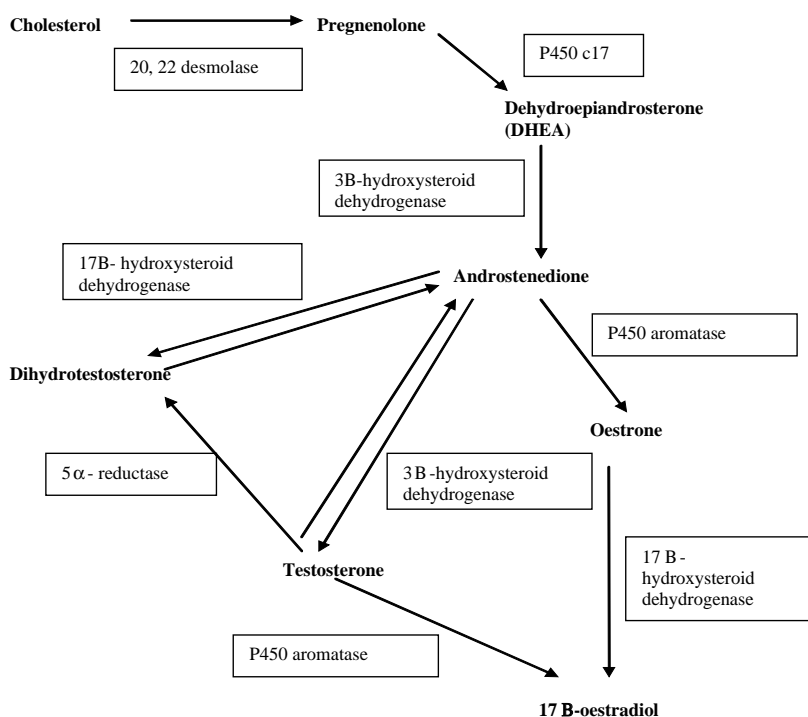 Cholesterol
Pregnenolone
20, 22 desmolase
P450 c17
Dehydroepiandrosterone
(DHEA)
3B-hydroxysteroid
dehydrogenase
17B- hydroxysteroid
dehydrogenase
Androstenedione
P450 aromatase
Dihydrotestosterone
Oestrone
5α- reductase
3B-hydroxysteroid
dehydrogenase
Testosterone
17 B-
hydroxysteroid
dehydrogenase
P450 aromatase
17 B-oestradiol